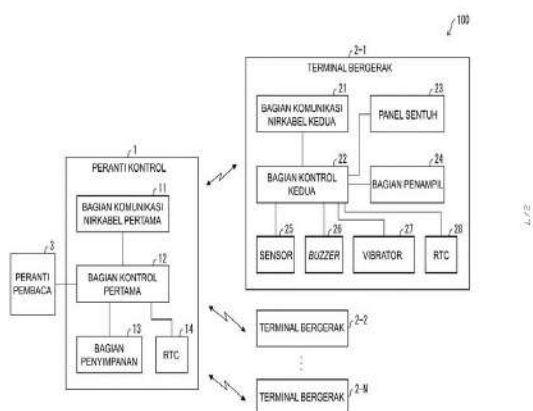 100
2-1
TERMINAL BERGERAK
21
BAGIAN KOMUNIKASI
NIRKABEL KEDUA
23
PANEL SENTUH
22
BAGIAN KONTROL
KEDUA
24
BAGIAN PENAMPIL
25
SENSOR
26
BUZZER
27
VIBRATOR
28
RTC
1
PERANTI KONTROL
11
BAGIAN KOMUNIKASI
NIRKABEL PERTAMA
3
PERANTI
PEMBACA
12
BAGIAN KONTROL
PERTAMA
13
BAGIAN
PENYIMPANAN
14
RTC
2-2
TERMINAL BERGERAK
2-N
TERMINAL BERGERAK